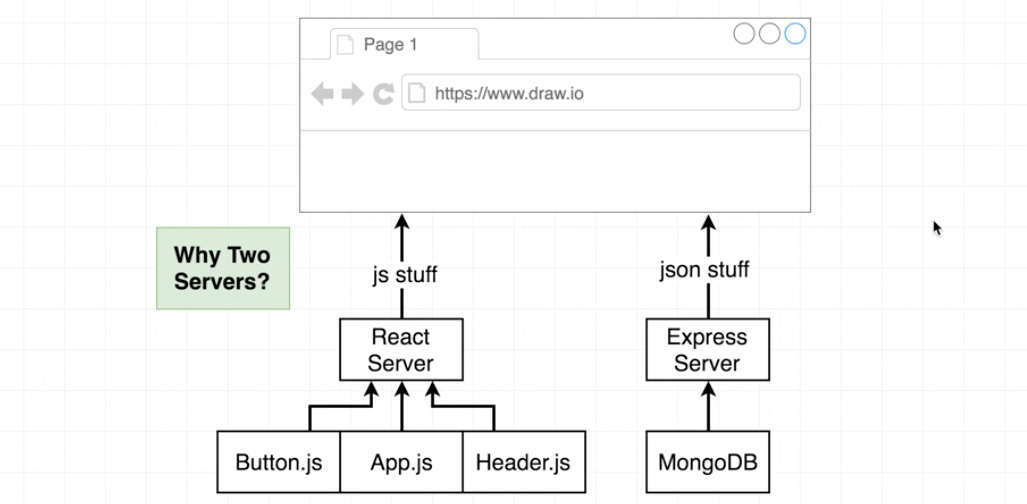 Page 1
https://www.draw.io
Why Two
Servers?
js stuff
json stuff
React
Server
Express
Server
Button.js
App.js
Header.js
MongoDB